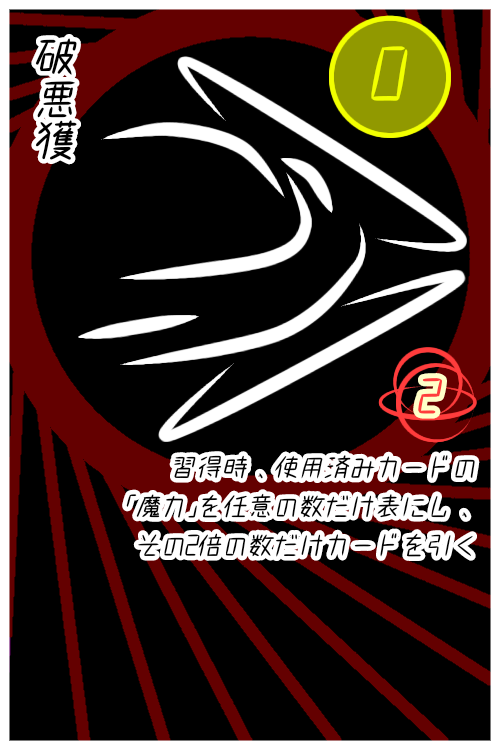 破悪獲
0
2
習得時、使用済みカードの
「魔力」を任意の数だけ表にし、
その2倍の数だけカードを引く